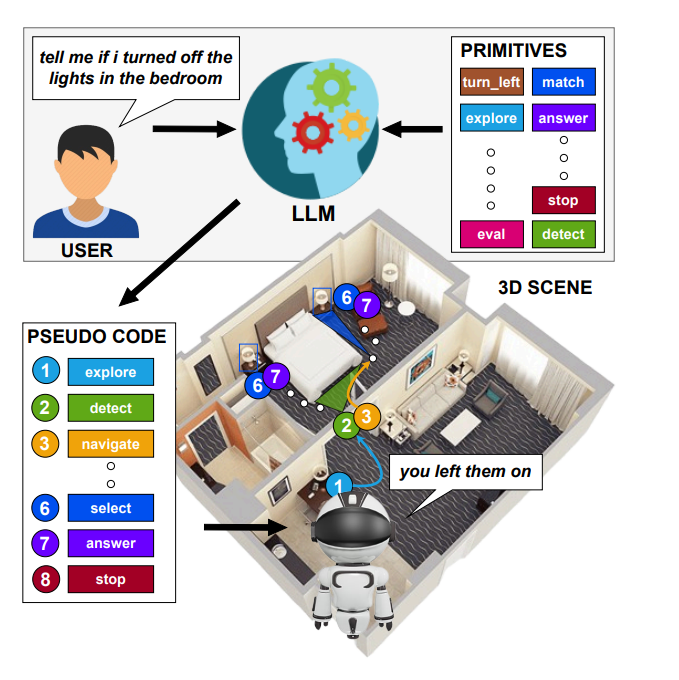 tell me if i turned off the
lights in the bedroom
USER
LLM
PRIMITIVES
turn_left
match
explore
answer
stop
eval
detect
3D SCENE
PSEUDO CODE
1 explore
2 detect
3 navigate
6 select
7 answer
8 stop
6
7
6
7
3
2
you left them on
1